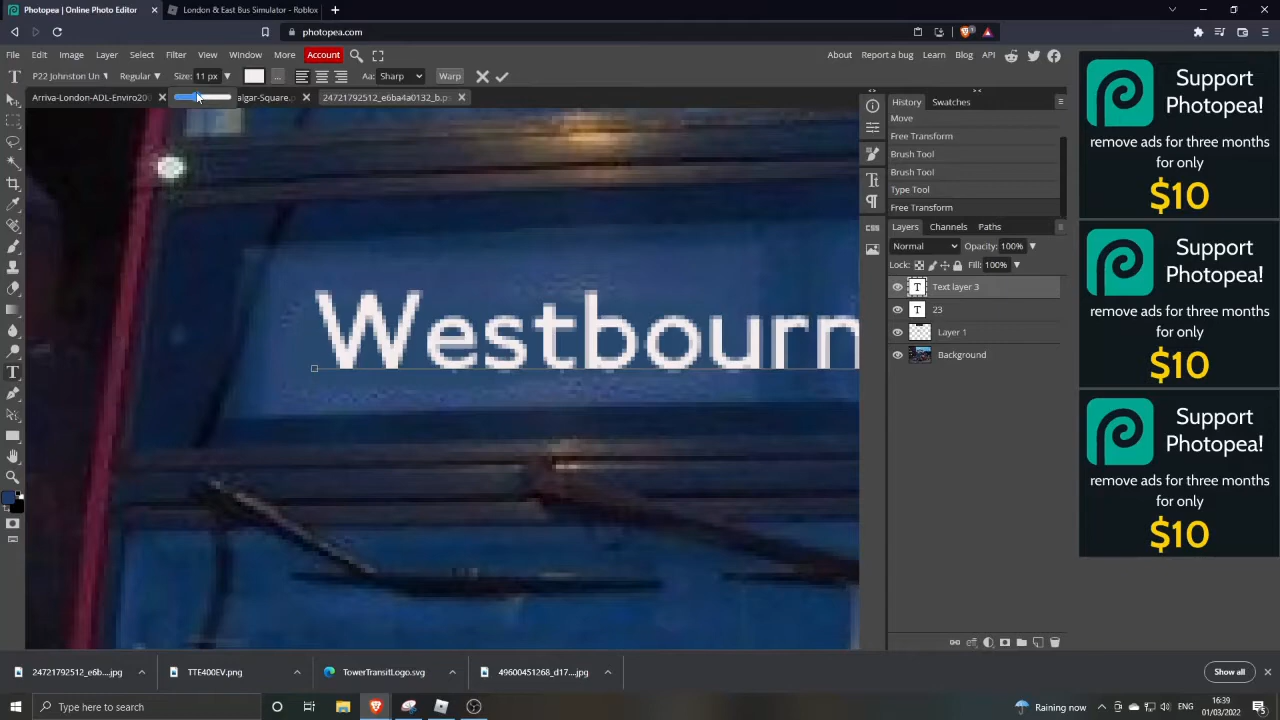 Photopea | Online Photo Editor
London & East Bus Simulator - Roblox
photopea.com
File Edit Image Layer Select Filter View Window More Account
About Report a bug Learn Blog API
P22 Johnston Un Regular Size: 11 px ... Aa: Sharp Warp
Arriva-London-ADL-Enviro20 algar-Square. 24721792512_e6ba4a0132_b.ps
History Swatches
Move
Free Transform
Brush Tool
Brush Tool
Type Tool
Free Transform
Layers Channels Paths
Normal Opacity: 100%
Lock: Fill: 100%
T Text layer 3
T 23
Layer 1
Background
CSS
Westbourn
Support
Photopea!
remove ads for three months
for only
$10
Support
Photopea!
remove ads for three months
for only
$10
Support
Photopea!
remove ads for three months
for only
$10
24721792512_e6b....jpg
TTE400EV.png
TowerTransitLogo.svg
49600451268_d17....jpg
Show all
Type here to search
Raining now
ENG
16:39
01/03/2022
5